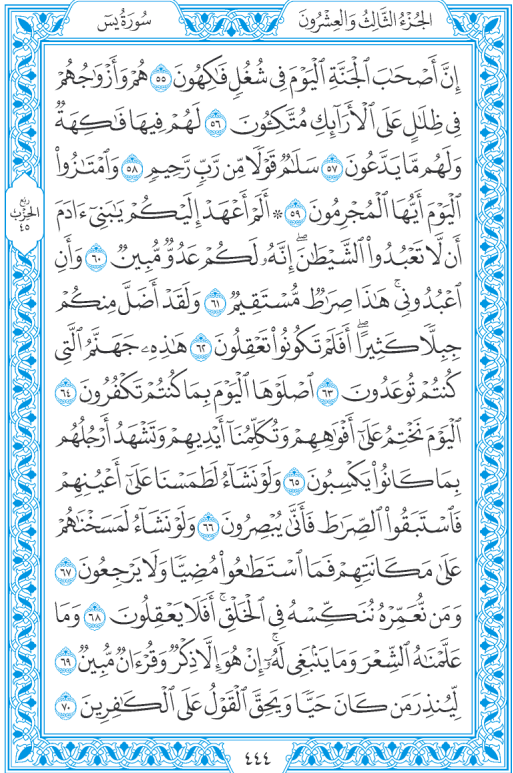 الجُزْءُ الثَّالِثُ وَالعِشْرُونَ
سُورَةُ يسٓ
إِنَّ أَصْحَٰبَ ٱلْجَنَّةِ ٱلْيَوْمَ فِى شُغُلٍ فَٰكِهُونَ ٥٥ هُمْ وَأَزْوَٰجُهُمْ
فِى ظِلَٰلٍ عَلَى ٱلْأَرَآئِكِ مُتَّكِـُٔونَ ٥٦ لَهُمْ فِيهَا فَٰكِهَةٌ
وَلَهُم مَّا يَدَّعُونَ ٥٧ سَلَٰمٌ قَوْلًا مِّن رَّبٍّ رَّحِيمٍ ٥٨ وَٱمْتَٰزُوا۟
ٱلْيَوْمَ أَيُّهَا ٱلْمُجْرِمُونَ ٥٩ ۞ أَلَمْ أَعْهَدْ إِلَيْكُمْ يَٰبَنِىٓ ءَادَمَ
ربع الحزب ٤٥
أَن لَّا تَعْبُدُوا۟ ٱلشَّيْطَٰنَ ۖ إِنَّهُۥ لَكُمْ عَدُوٌّ مُّبِينٌ ٦٠ وَأَنِ
ٱعْبُدُونِى ۚ هَٰذَا صِرَٰطٌ مُّسْتَقِيمٌ ٦١ وَلَقَدْ أَضَلَّ مِنكُمْ
جِبِلًّا كَثِيرًا ۖ أَفَلَمْ تَكُونُوا۟ تَعْقِلُونَ ٦٢ هَٰذِهِۦ جَهَنَّمُ ٱلَّتِى
كُنتُمْ تُوعَدُونَ ٦٣ ٱصْلَوْهَا ٱلْيَوْمَ بِمَا كُنتُمْ تَكْفُرُونَ ٦٤
ٱلْيَوْمَ نَخْتِمُ عَلَىٰٓ أَفْوَٰهِهِمْ وَتُكَلِّمُنَآ أَيْدِيهِمْ وَتَشْهَدُ أَرْجُلُهُم
بِمَا كَانُوا۟ يَكْسِبُونَ ٦٥ وَلَوْ نَشَآءُ لَطَمَسْنَا عَلَىٰٓ أَعْيُنِهِمْ
فَٱسْتَبَقُوا۟ ٱلصِّرَٰطَ فَأَنَّىٰ يُبْصِرُونَ ٦٦ وَلَوْ نَشَآءُ لَمَسَخْنَٰهُمْ
عَلَىٰ مَكَانَتِهِمْ فَمَا ٱسْتَطَٰعُوا۟ مُضِيًّا وَلَا يَرْجِعُونَ ٦٧
وَمَن نُّعَمِّرْهُ نُنَكِّسْهُ فِى ٱلْخَلْقِ ۖ أَفَلَا يَعْقِلُونَ ٦٨ وَمَا
عَلَّمْنَٰهُ ٱلشِّعْرَ وَمَا يَنۢبَغِى لَهُۥٓ ۚ إِنْ هُوَ إِلَّا ذِكْرٌ وَقُرْءَانٌ مُّبِينٌ ٦٩
لِّيُنذِرَ مَن كَانَ حَيًّا وَيَحِقَّ ٱلْقَوْلُ عَلَى ٱلْكَٰفِرِينَ ٧٠
٤٤٤